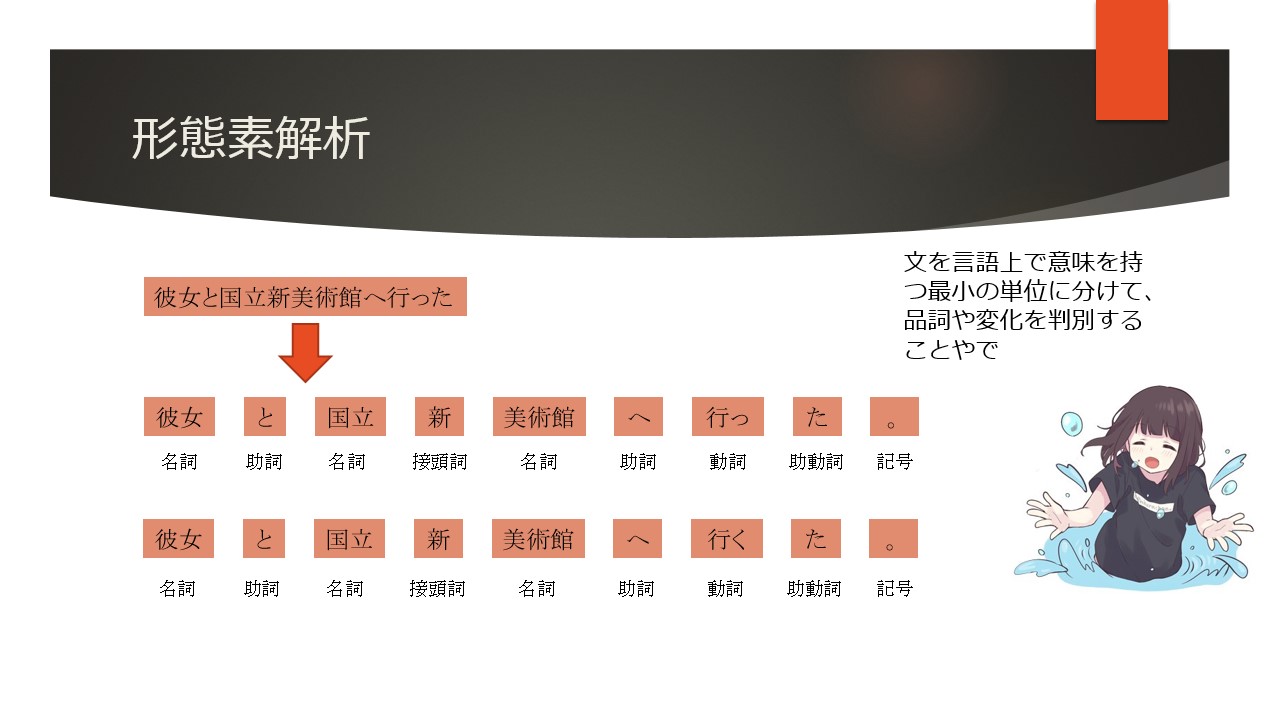 形態素解析
文を言語上で意味を持
つ最小の単位に分けて、
品詞や変化を判別する
ことやで
彼女と国立新美術館へ行った
彼女 と 国立 新 美術館 へ 行っ た 。
名詞 助詞 名詞 接頭詞 名詞 助詞 動詞 助動詞 記号
彼女 と 国立 新 美術館 へ 行く た 。
名詞 助詞 名詞 接頭詞 名詞 助詞 動詞 助動詞 記号